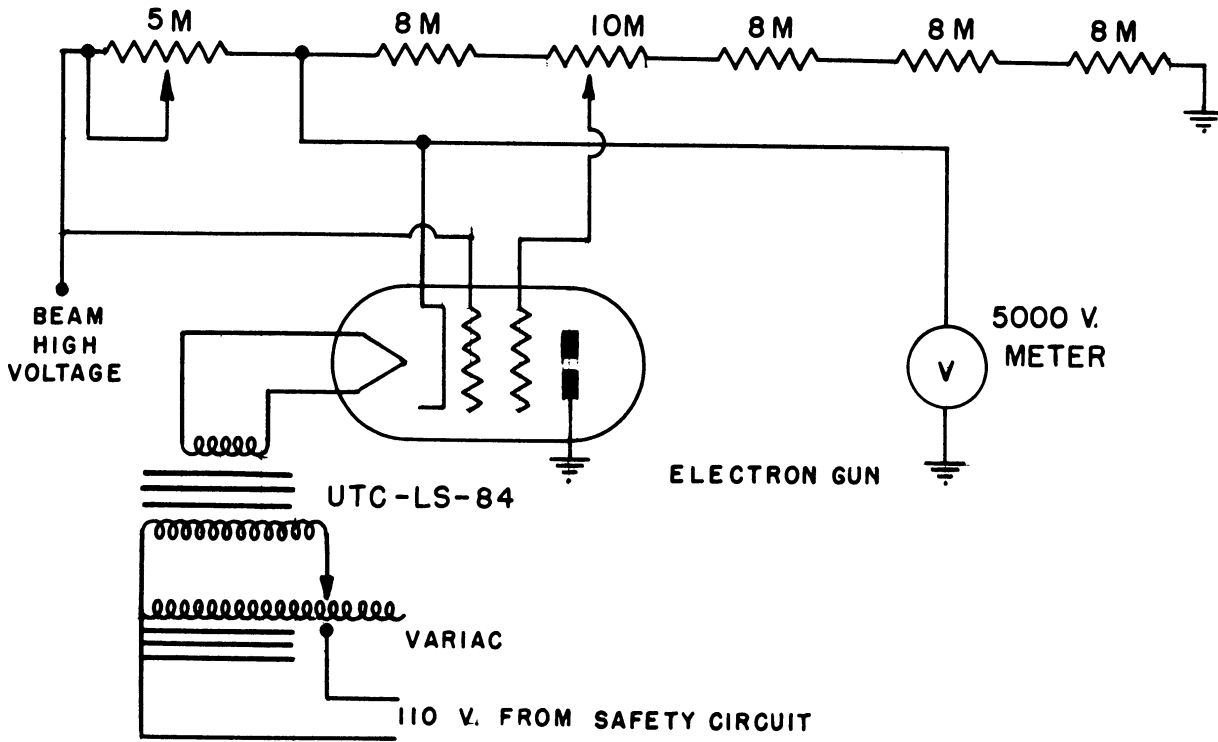 5 M
8 M
10M
8 M
8 M
8 M
BEAM
HIGH
VOLTAGE
5000 V.
METER
V
ELECTRON GUN
UTC-LS-84
VARIAC
110 V. FROM SAFETY CIRCUIT